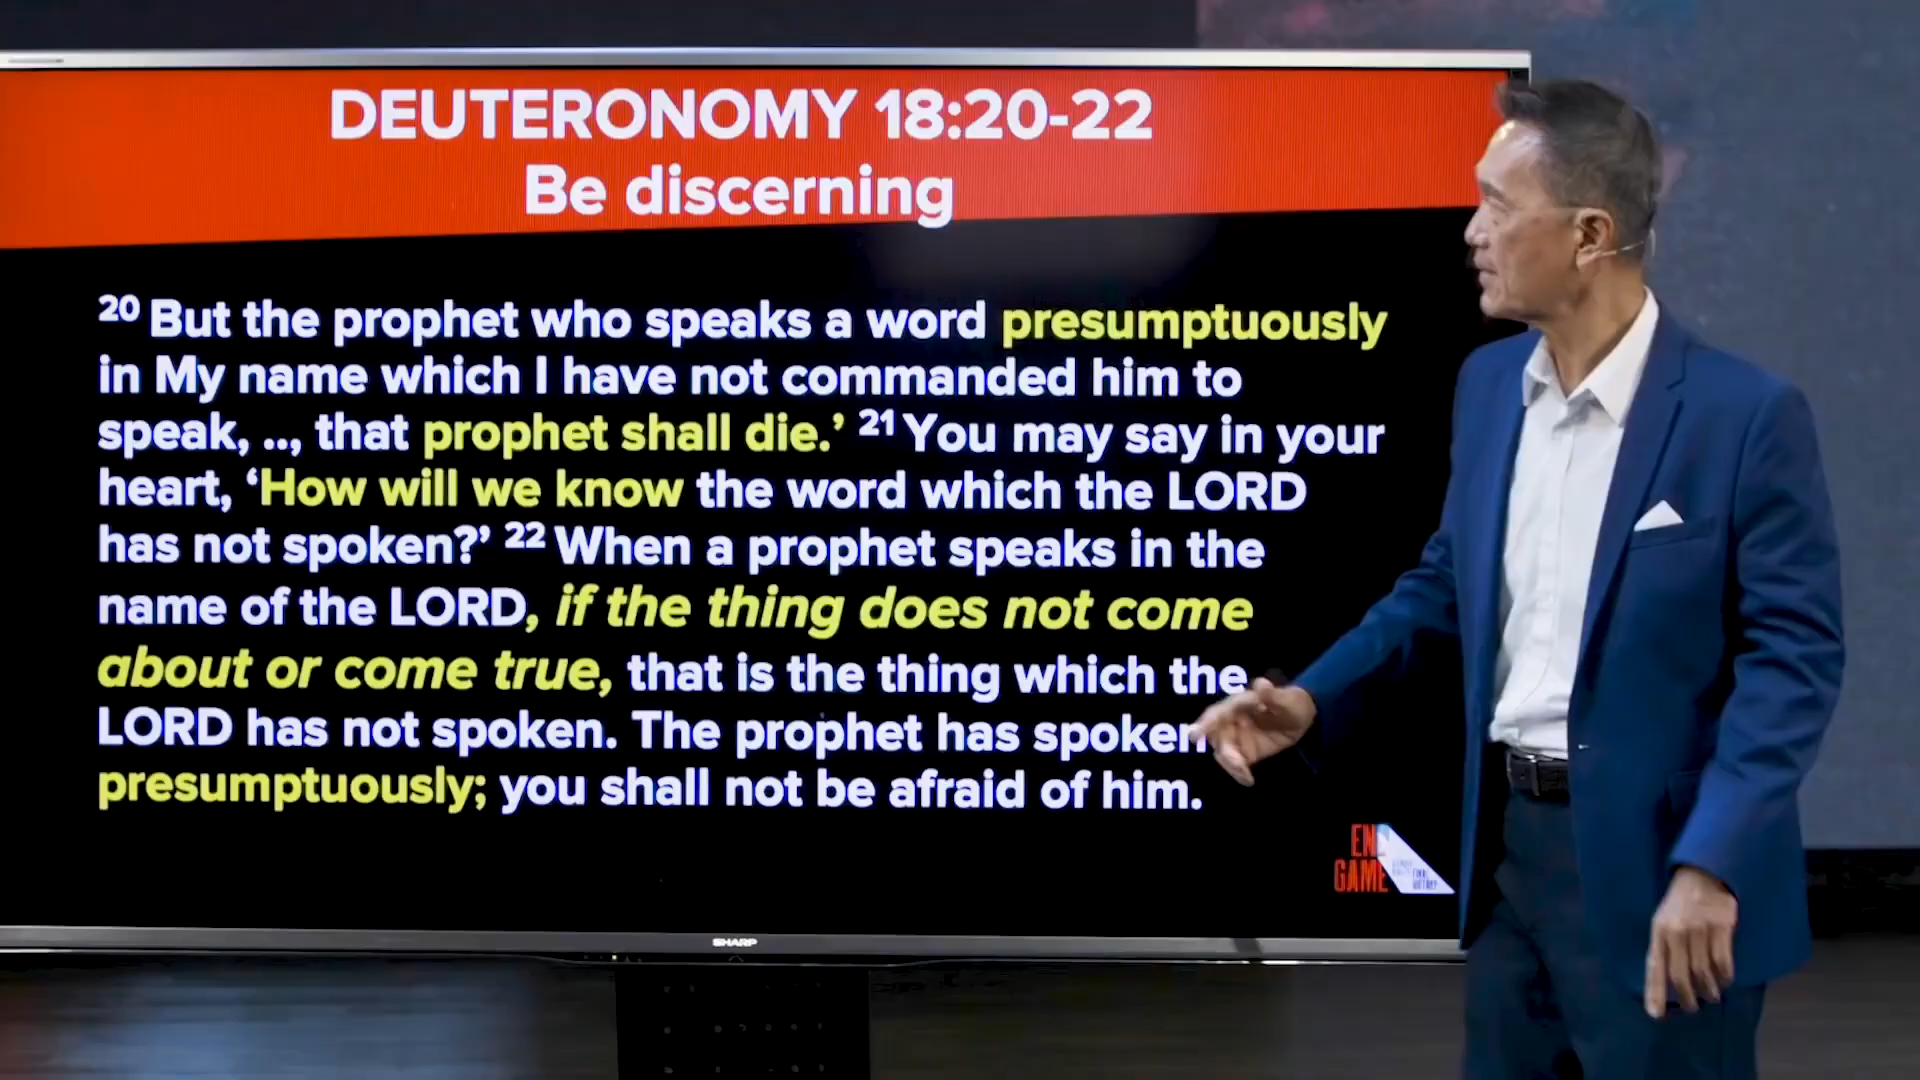 DEUTERONOMY 18:20-22
Be discerning
20 But the prophet who speaks a word presumptuously
in My name which I have not commanded him to
speak, .., that prophet shall die.’ 21 You may say in your
heart, ‘How will we know the word which the LORD
has not spoken?’ 22 When a prophet speaks in the
name of the LORD, if the thing does not come
about or come true, that is the thing which the
LORD has not spoken. The prophet has spoken
presumptuously; you shall not be afraid of him.
END
GAME
SHARP